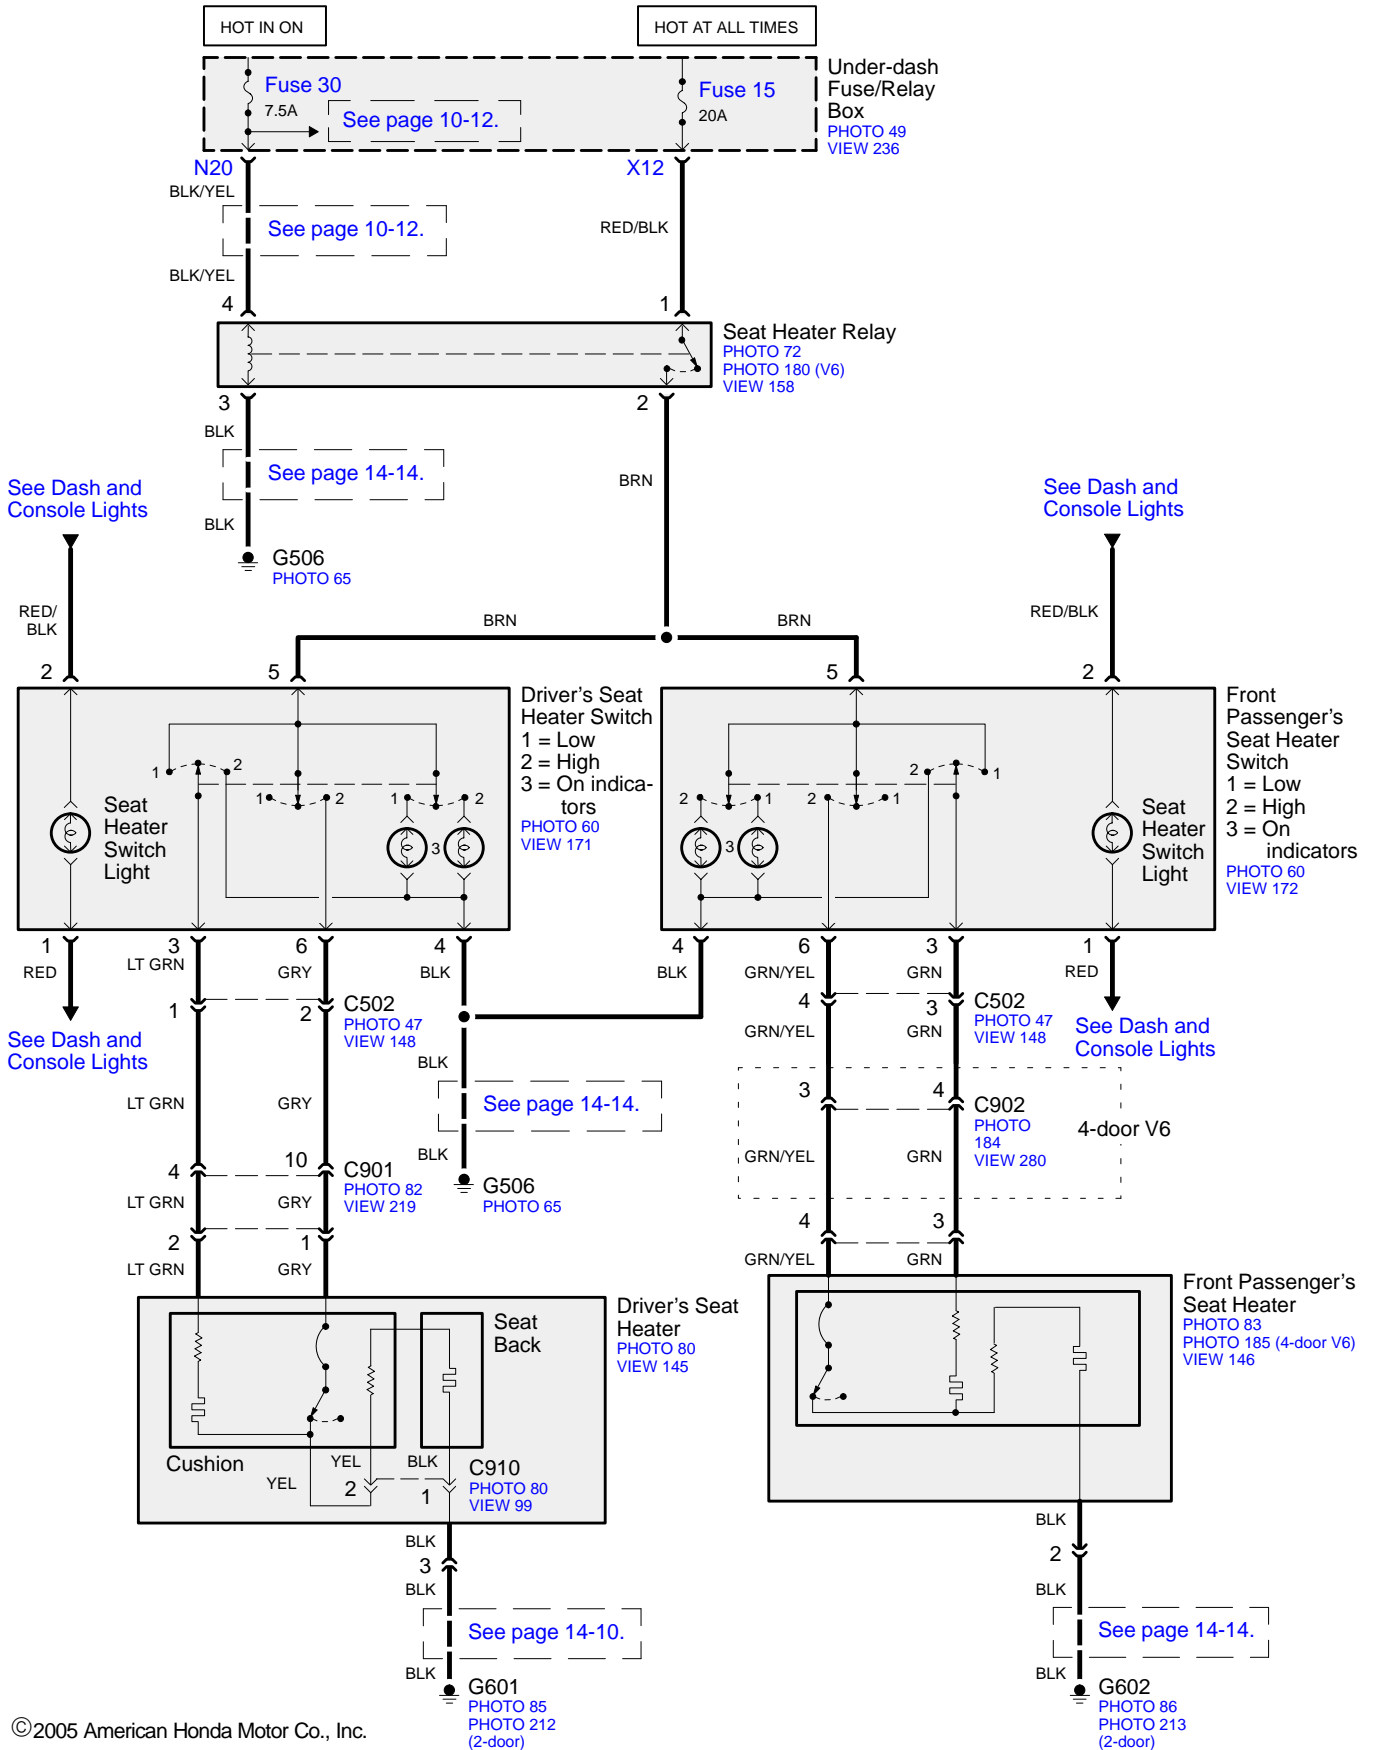 HOT IN ON
HOT AT ALL TIMES
Fuse 30
7.5A
See page 10-12.
Fuse 15
20A
Under-dash
Fuse/Relay
Box
PHOTO 49
VIEW 236
N20
X12
BLK/YEL
See page 10-12.
RED/BLK
BLK/YEL
4
1
Seat Heater Relay
PHOTO 72
PHOTO 180 (V6)
VIEW 158
3
2
BLK
See page 14-14.
BRN
BLK
G506
PHOTO 65
See Dash and
Console Lights
See Dash and
Console Lights
RED/
BLK
BRN
BRN
RED/BLK
2
5
5
2
Driver's Seat
Heater Switch
1 = Low
2 = High
3 = On indica-
tors
PHOTO 60
VIEW 171
Front
Passenger's
Seat Heater
Switch
1 = Low
2 = High
3 = On
indicators
PHOTO 60
VIEW 172
1
2
1
2
1
2
3
Seat
Heater
Switch
Light
2
1
2
1
2
1
3
Seat
Heater
Switch
Light
1
3
6
4
4
6
3
1
RED
LT GRN
GRY
BLK
BLK
GRN/YEL
GRN
RED
1
2
C502
PHOTO 47
VIEW 148
4
3
C502
PHOTO 47
VIEW 148
See Dash and
Console Lights
See Dash and
Console Lights
BLK
GRN/YEL
GRN
LT GRN
GRY
See page 14-14.
3
4
C902
PHOTO
184
VIEW 280
4-door V6
BLK
GRN/YEL
GRN
4
10
C901
PHOTO 82
VIEW 219
G506
PHOTO 65
LT GRN
GRY
2
1
4
3
LT GRN
GRY
GRN/YEL
GRN
Driver's Seat
Heater
PHOTO 80
VIEW 145
Seat
Back
Cushion
Front Passenger's
Seat Heater
PHOTO 83
PHOTO 185 (4-door V6)
VIEW 146
YEL
YEL
BLK
2
1
C910
PHOTO 80
VIEW 99
BLK
3
BLK
See page 14-10.
BLK
G601
PHOTO 85
PHOTO 212
(2-door)
BLK
2
BLK
See page 14-14.
BLK
G602
PHOTO 86
PHOTO 213
(2-door)
©2005 American Honda Motor Co., Inc.